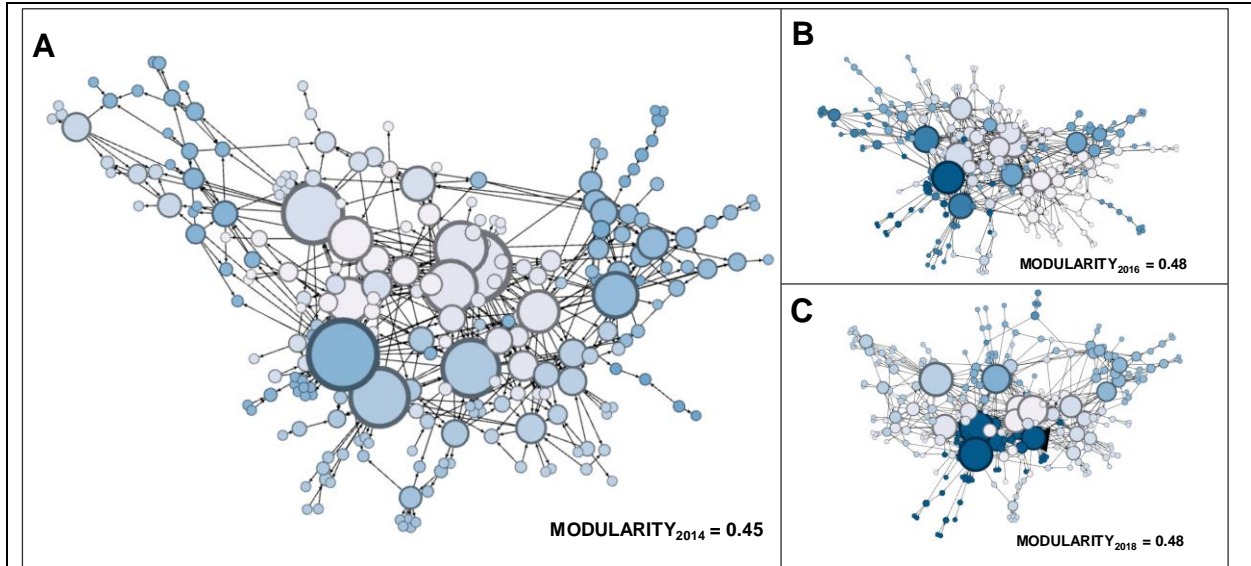 A
MODULARITY2014 = 0.45
B
MODULARITY2016 = 0.48
C
MODULARITY2018 = 0.48